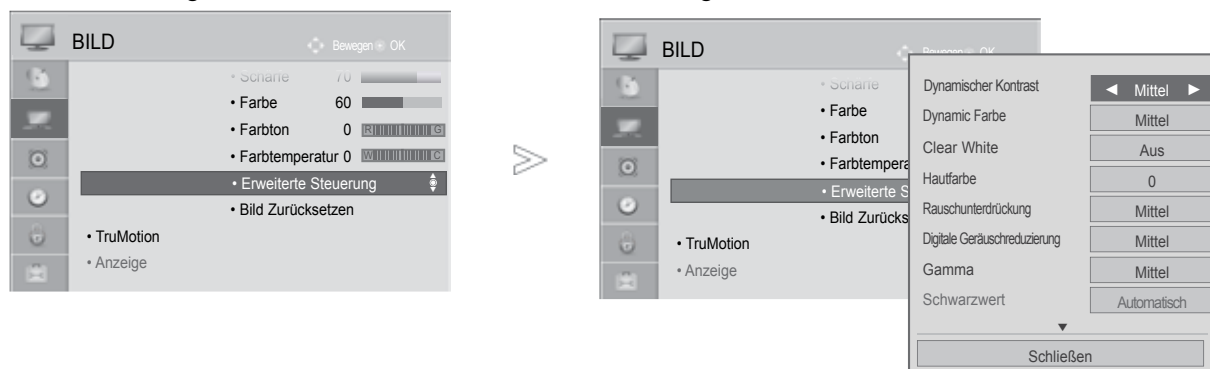 BILD
Bewegen OK
• Schärfe 70
• Farbe 60
• Farbton 0 R G
• Farbtemperatur 0 W C
• Erweiterte Steuerung
• Bild Zurücksetzen
• TruMotion
• Anzeige
BILD
Bewegen OK
• Schärfe
• Farbe
• Farbton
• Farbtempera
• Erweiterte S
• Bild Zurücks
• TruMotion
• Anzeige
Dynamischer Kontrast ◀ Mittel ▶
Dynamic Farbe Mittel
Clear White Aus
Hautfarbe 0
Rauschunterdrückung Mittel
Digitale Geräuschreduzierung Mittel
Gamma Mittel
Schwarzwert Automatisch
▼
Schließen